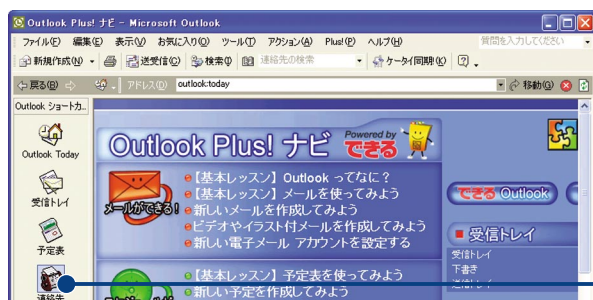 Outlook Plus! ナビ - Microsoft Outlook
ファイル(F) 編集(E) 表示(V) お気に入り(O) ツール(T) アクション(A) Plus!(P) ヘルプ(H) 質問を入力してください
新規作成(N) 送受信(C) 検索(I) 連絡先の検索 ケータイ同期(K)
戻る(B) アドレス(D) outlook:today 移動(G)
Outlook ショートカ..
Outlook Today
受信トレイ
予定表
連絡先
Outlook Plus! ナビ Powered by できる
メールができる!
【基本レッスン】Outlook ってなに？
【基本レッスン】メールを使ってみよう
新しいメールを作成してみよう
ビデオやイラスト付メールを作成してみよう
新しい電子メール アカウントを設定する
【基本レッスン】予定表を使ってみよう
新しい予定を作成してみよう
できる Outlook
受信トレイ
受信トレイ
下書き